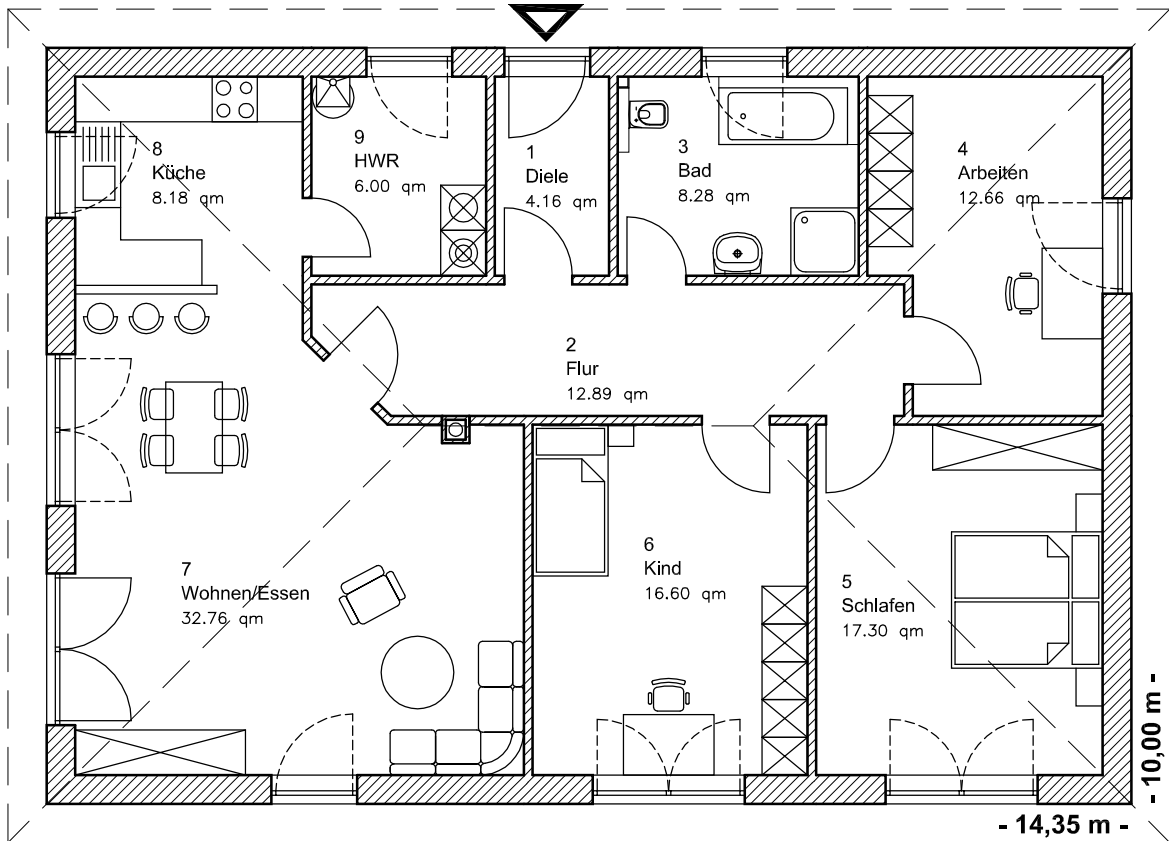 8
Küche
8.18 qm
9
HWR
6.00 qm
1
Diele
4.16 qm
3
Bad
8.28 qm
4
Arbeiten
12.66 qm
2
Flur
12.89 qm
7
Wohnen/Essen
32.76 qm
6
Kind
16.60 qm
5
Schlafen
17.30 qm
- 10,00 m -
- 14,35 m -